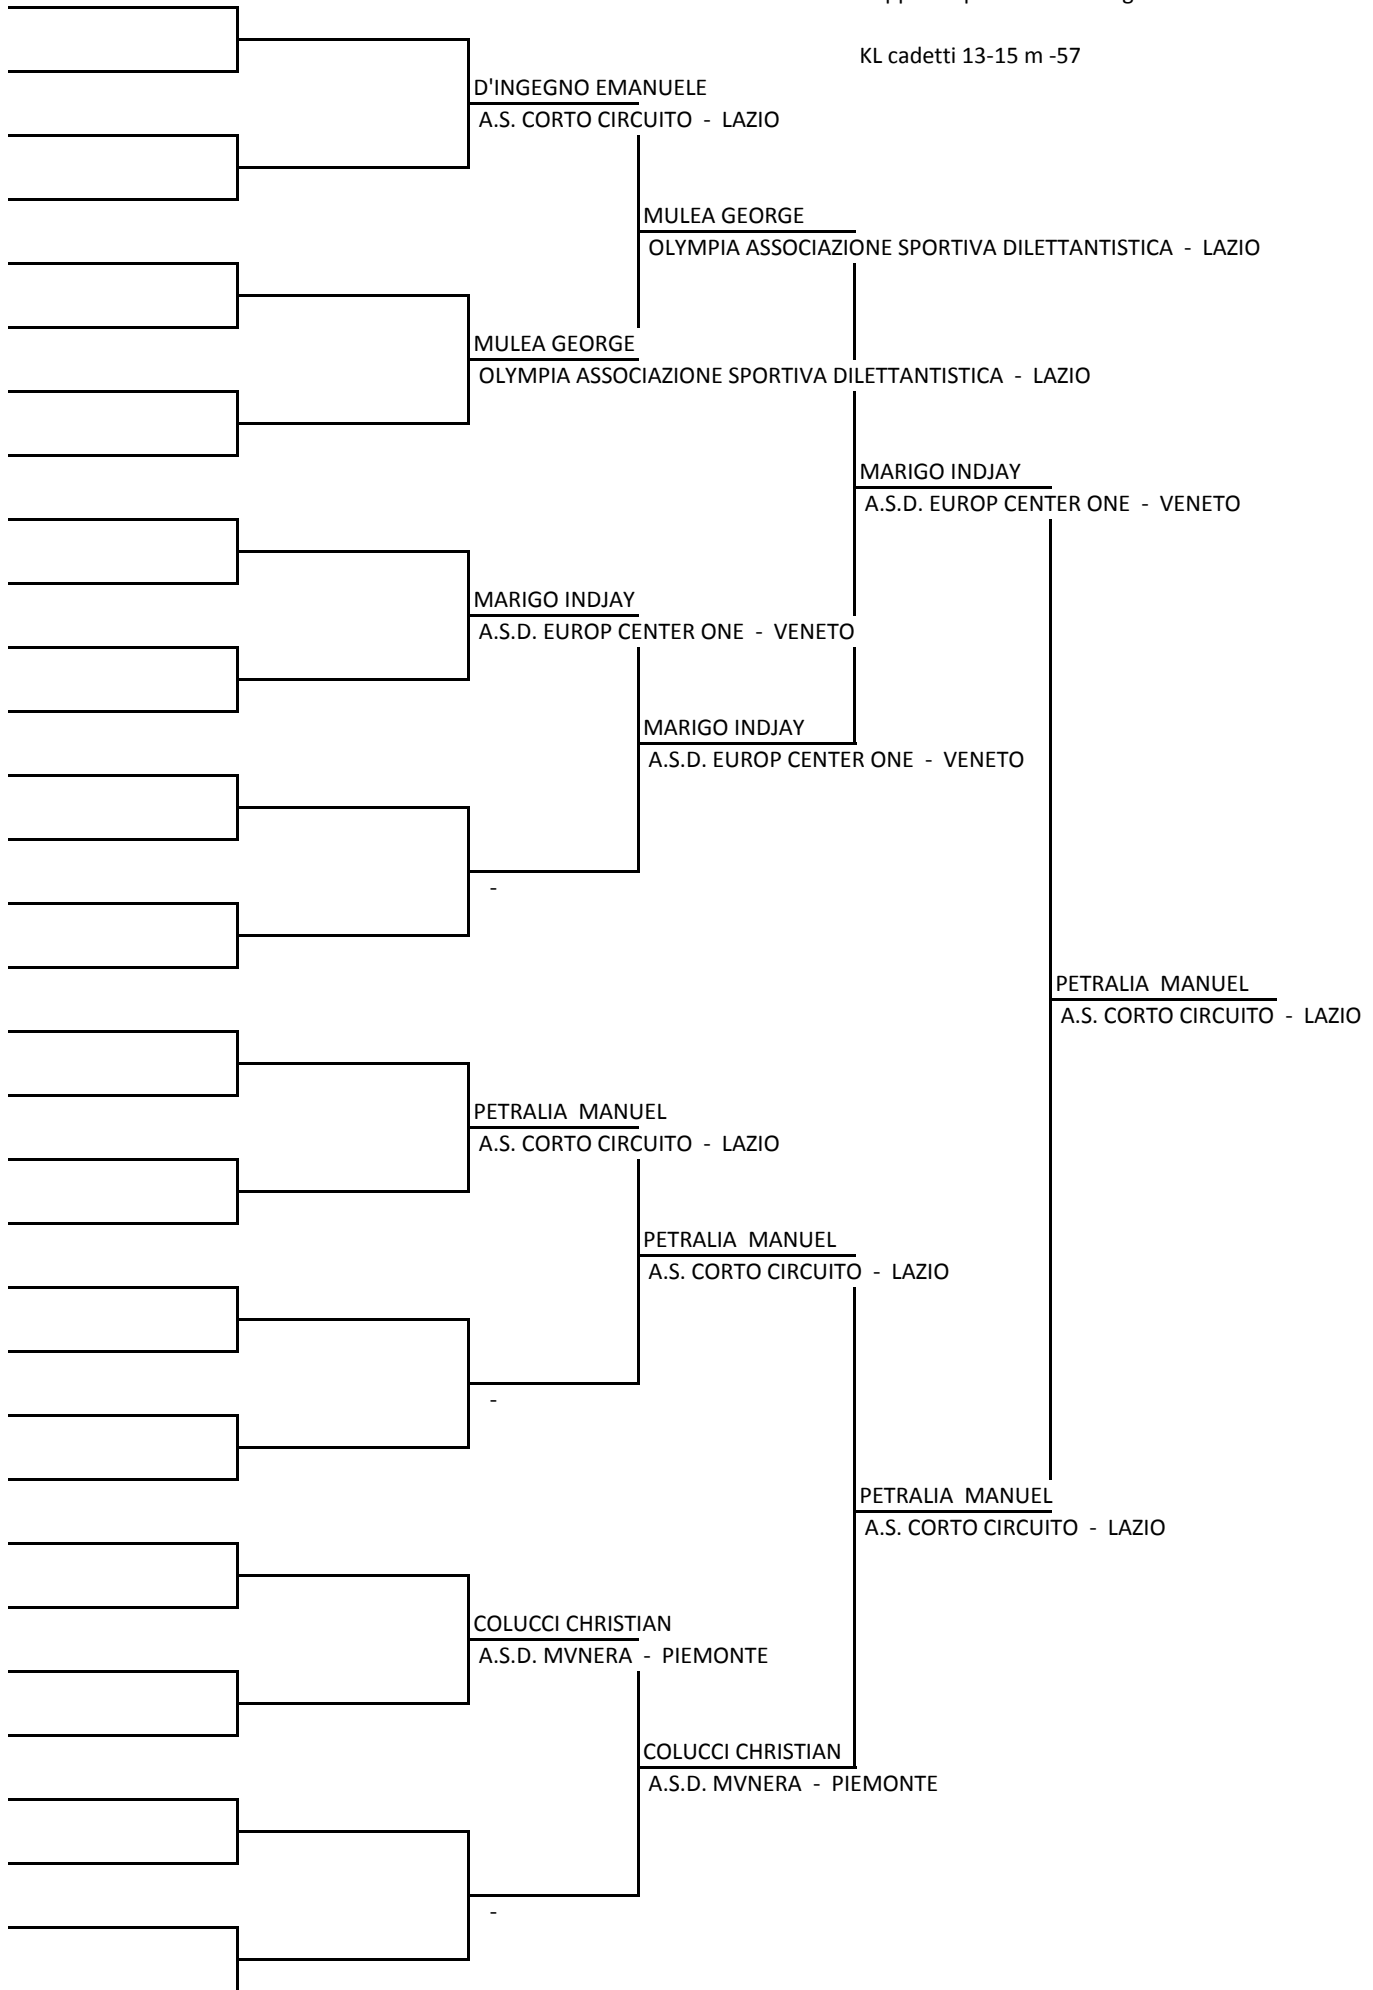 KL cadetti 13-15 m -57
D'INGEGNO EMANUELE
A.S. CORTO CIRCUITO - LAZIO
MULEA GEORGE
OLYMPIA ASSOCIAZIONE SPORTIVA DILETTANTISTICA - LAZIO
MULEA GEORGE
OLYMPIA ASSOCIAZIONE SPORTIVA DILETTANTISTICA - LAZIO
MARIGO INDJAY
A.S.D. EUROP CENTER ONE - VENETO
MARIGO INDJAY
A.S.D. EUROP CENTER ONE - VENETO
MARIGO INDJAY
A.S.D. EUROP CENTER ONE - VENETO
-
PETRALIA MANUEL
A.S. CORTO CIRCUITO - LAZIO
PETRALIA MANUEL
A.S. CORTO CIRCUITO - LAZIO
PETRALIA MANUEL
A.S. CORTO CIRCUITO - LAZIO
-
PETRALIA MANUEL
A.S. CORTO CIRCUITO - LAZIO
COLUCCI CHRISTIAN
A.S.D. MVNERA - PIEMONTE
COLUCCI CHRISTIAN
A.S.D. MVNERA - PIEMONTE
-